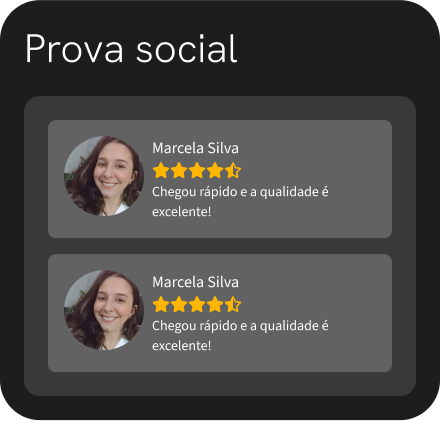 Prova social
Marcela Silva
Chegou rápido e a qualidade é
excelente!
Marcela Silva
Chegou rápido e a qualidade é
excelente!